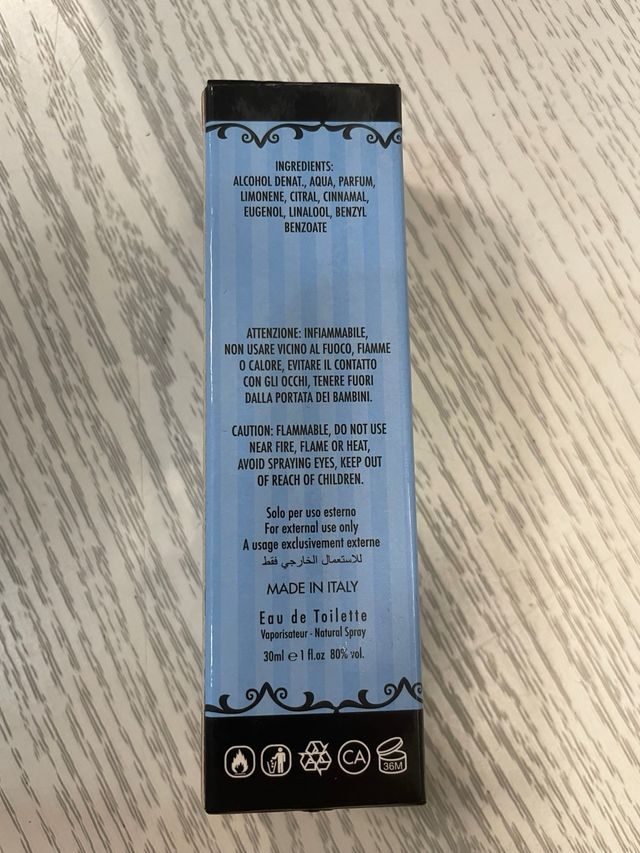 INGREDIENTS:
ALCOHOL DENAT., AQUA, PARFUM,
LIMONENE, CITRAL, CINNAMAL,
EUGENOL, LINALOOL, BENZYL
BENZOATE
ATTENZIONE: INFIAMMABILE,
NON USARE VICINO AL FUOCO, FIAMME
O CALORE, EVITARE IL CONTATTO
CON GLI OCCHI, TENERE FUORI
DALLA PORTATA DEI BAMBINI.
CAUTION: FLAMMABLE, DO NOT USE
NEAR FIRE, FLAME OR HEAT,
AVOID SPRAYING EYES, KEEP OUT
OF REACH OF CHILDREN.
Solo per uso esterno
For external use only
A usage exclusivement externe
للاستعمال الخارجي فقط
MADE IN ITALY
Eau de Toilette
Vaporisateur - Natural Spray
30ml e 1 fl.oz 80% vol.
CA
36M